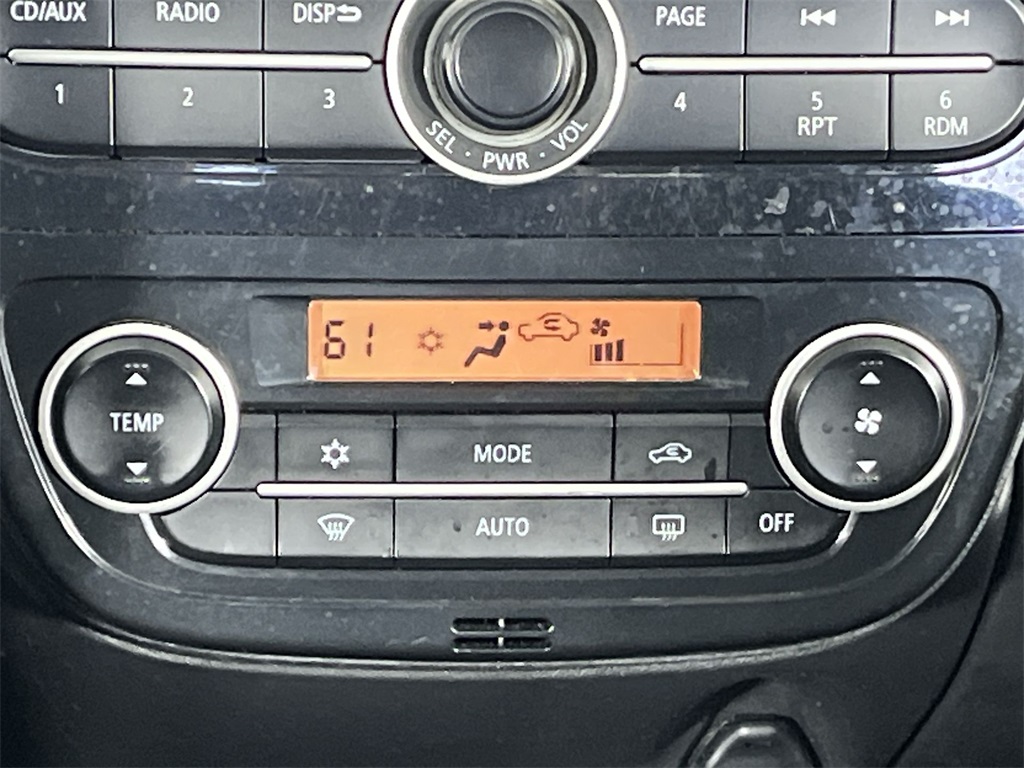 CD/AUX RADIO DISP PAGE
1 2 3 4 5 6
RPT RDM
SEL · PWR · VOL
61
TEMP
MODE
AUTO
OFF